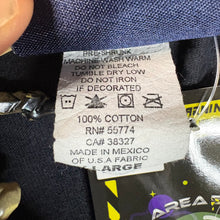 PRE-SHRUNK
MACHINE WASH WARM
DO NOT BLEACH
TUMBLE DRY LOW
DO NOT IRON
IF DECORATED
100% COTTON
RN# 55774
CA# 38327
MADE IN MEXICO
OF U.S.A FABRIC
LARGE
AREA